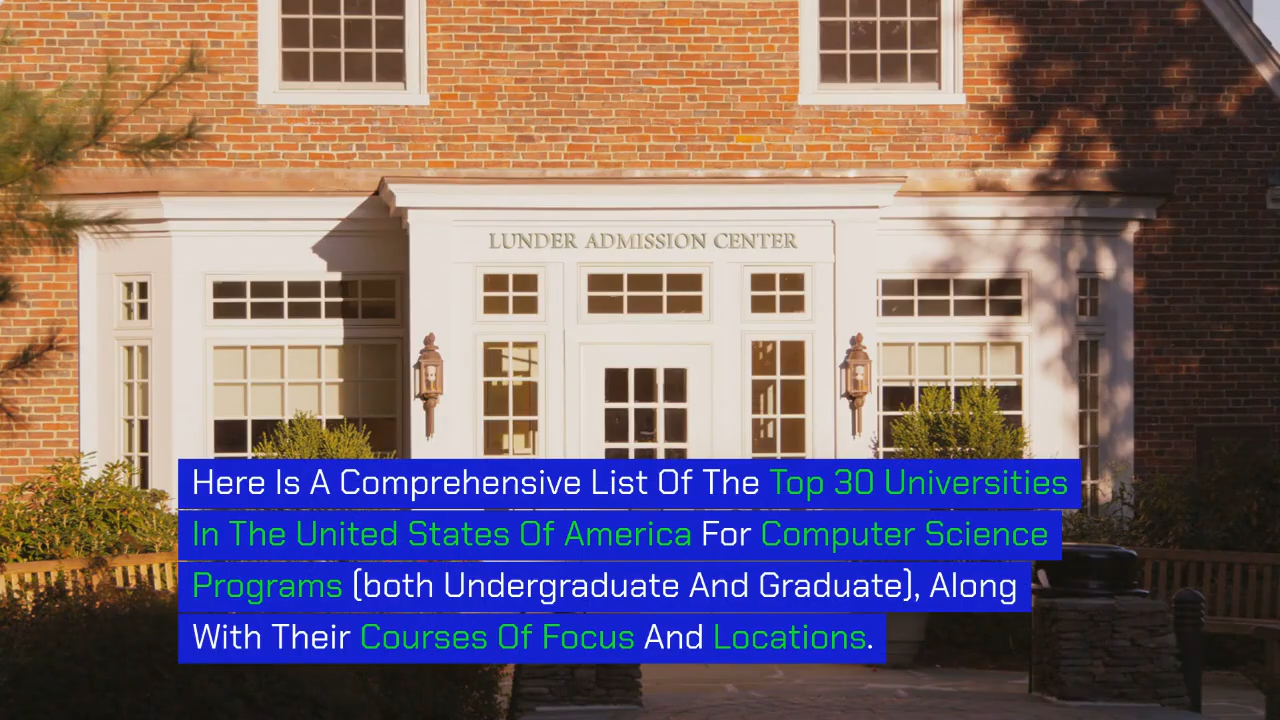 LUNDER ADMISSION CENTER
Here Is A Comprehensive List Of The Top 30 Universities
In The United States Of America For Computer Science
Programs (both Undergraduate And Graduate), Along
With Their Courses Of Focus And Locations.